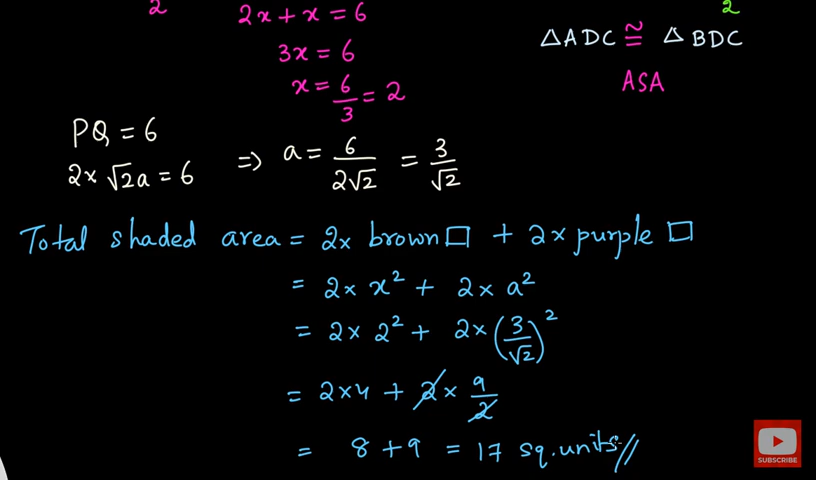 2
2x + x = 6
3x = 6
x = 6/3 = 2
2
△ADC ≅ △BDC
ASA
PQ = 6
2× √2a = 6 ⇒ a = 6/2√2 = 3/√2
Total shaded area = 2× brown □ + 2× purple □
= 2× x² + 2× a²
= 2× 2² + 2× (3/√2)²
= 2×4 + 2× 9/2
= 8 + 9 = 17 sq.units//
SUBSCRIBE